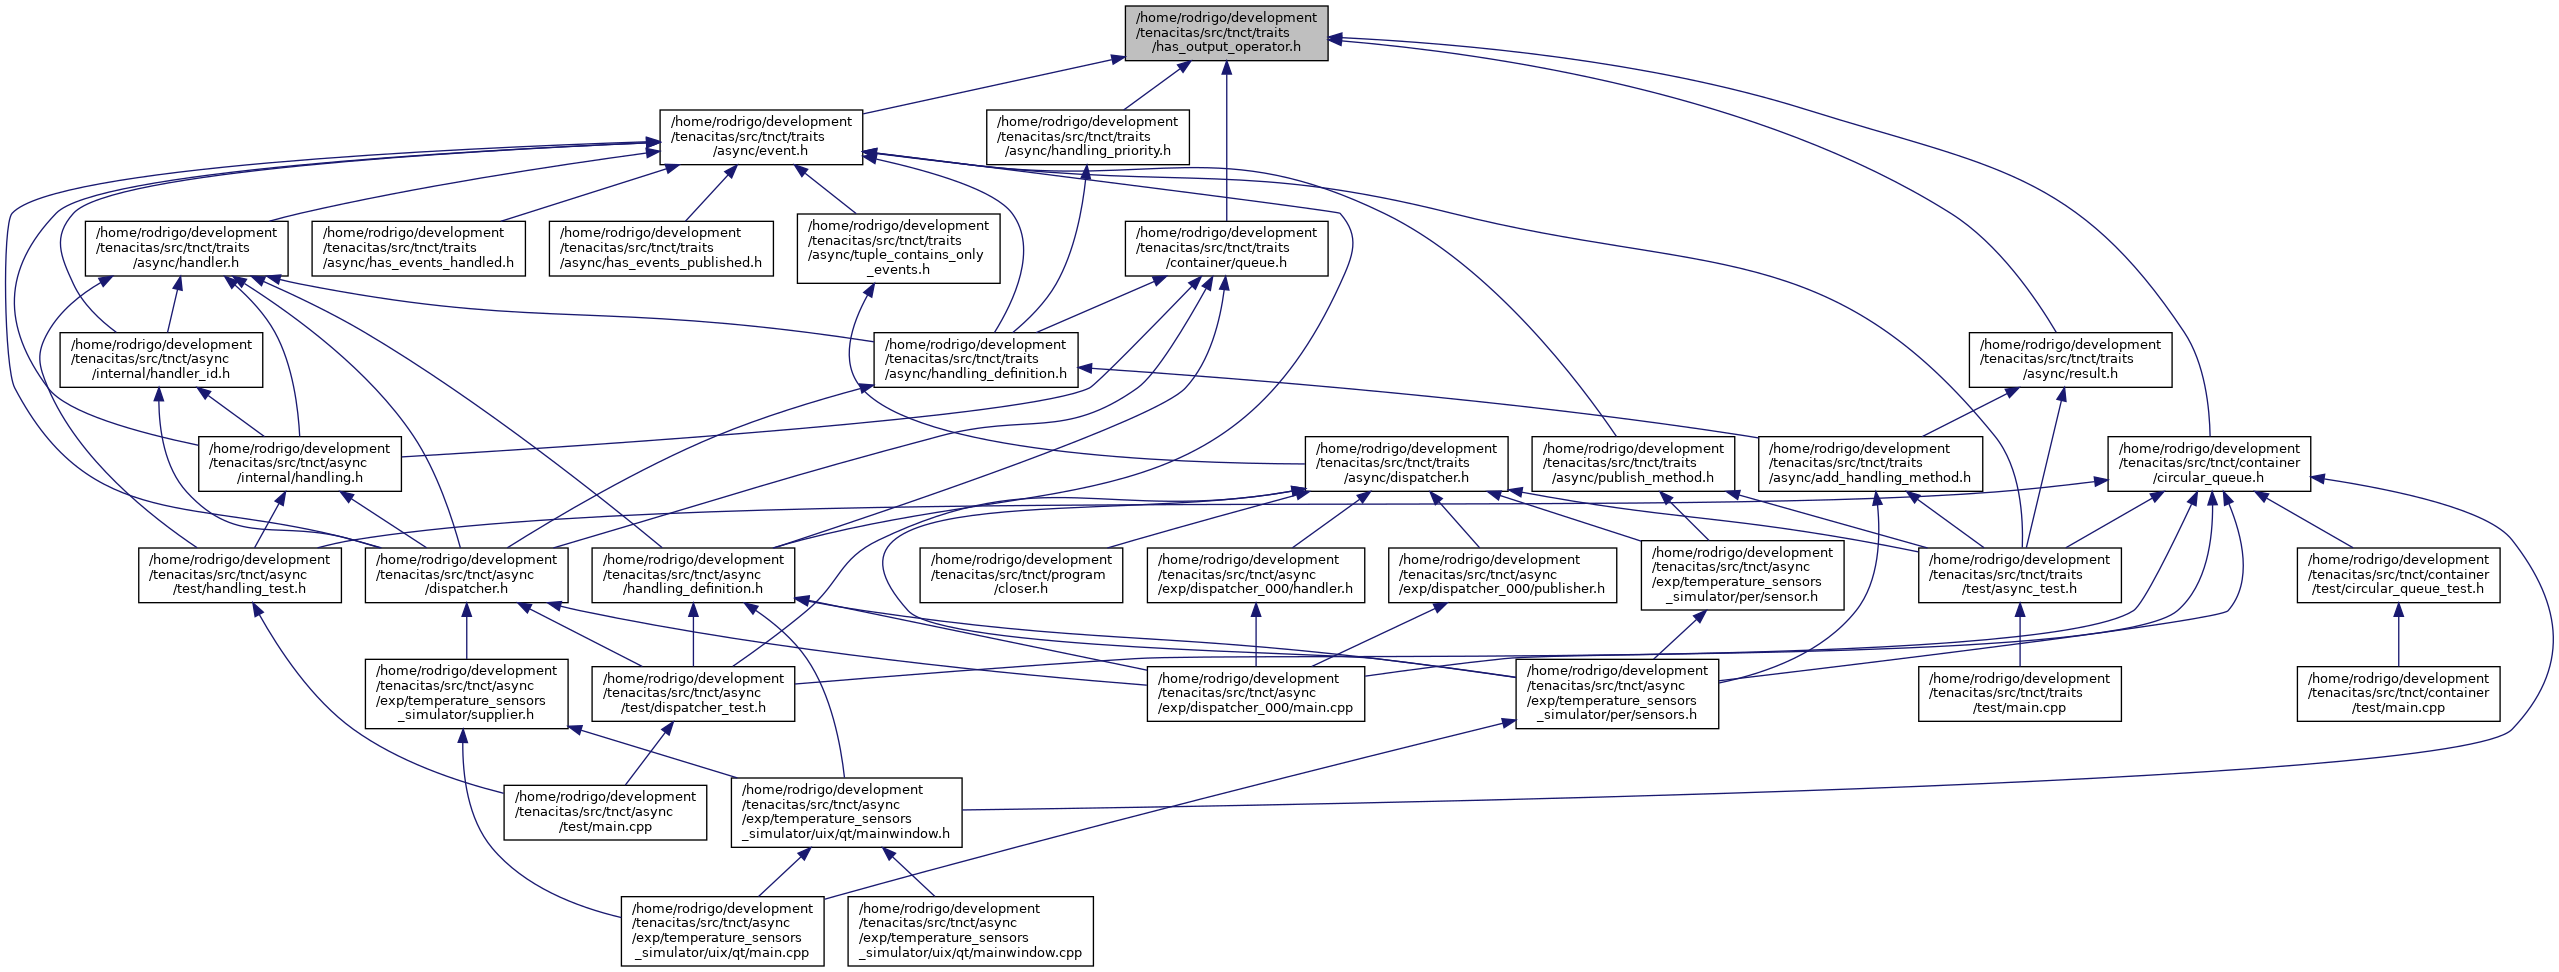 /home/rodrigo/development
/tenacitas/src/tnct/traits
/has_output_operator.h
/home/rodrigo/development
/tenacitas/src/tnct/traits
/async/event.h
/home/rodrigo/development
/tenacitas/src/tnct/traits
/async/handling_priority.h
/home/rodrigo/development
/tenacitas/src/tnct/traits
/async/handler.h
/home/rodrigo/development
/tenacitas/src/tnct/traits
/async/has_events_handled.h
/home/rodrigo/development
/tenacitas/src/tnct/traits
/async/has_events_published.h
/home/rodrigo/development
/tenacitas/src/tnct/traits
/async/tuple_contains_only
_events.h
/home/rodrigo/development
/tenacitas/src/tnct/traits
/container/queue.h
/home/rodrigo/development
/tenacitas/src/tnct/async
/internal/handler_id.h
/home/rodrigo/development
/tenacitas/src/tnct/traits
/async/handling_definition.h
/home/rodrigo/development
/tenacitas/src/tnct/traits
/async/result.h
/home/rodrigo/development
/tenacitas/src/tnct/async
/internal/handling.h
/home/rodrigo/development
/tenacitas/src/tnct/traits
/async/dispatcher.h
/home/rodrigo/development
/tenacitas/src/tnct/traits
/async/publish_method.h
/home/rodrigo/development
/tenacitas/src/tnct/traits
/async/add_handling_method.h
/home/rodrigo/development
/tenacitas/src/tnct/container
/circular_queue.h
/home/rodrigo/development
/tenacitas/src/tnct/async
/test/handling_test.h
/home/rodrigo/development
/tenacitas/src/tnct/async
/dispatcher.h
/home/rodrigo/development
/tenacitas/src/tnct/async
/handling_definition.h
/home/rodrigo/development
/tenacitas/src/tnct/program
/closer.h
/home/rodrigo/development
/tenacitas/src/tnct/async
/exp/dispatcher_000/handler.h
/home/rodrigo/development
/tenacitas/src/tnct/async
/exp/dispatcher_000/publisher.h
/home/rodrigo/development
/tenacitas/src/tnct/async
/exp/temperature_sensors
_simulator/per/sensor.h
/home/rodrigo/development
/tenacitas/src/tnct/traits
/test/async_test.h
/home/rodrigo/development
/tenacitas/src/tnct/container
/test/circular_queue_test.h
/home/rodrigo/development
/tenacitas/src/tnct/async
/exp/temperature_sensors
_simulator/supplier.h
/home/rodrigo/development
/tenacitas/src/tnct/async
/test/dispatcher_test.h
/home/rodrigo/development
/tenacitas/src/tnct/async
/exp/dispatcher_000/main.cpp
/home/rodrigo/development
/tenacitas/src/tnct/async
/exp/temperature_sensors
_simulator/per/sensors.h
/home/rodrigo/development
/tenacitas/src/tnct/traits
/test/main.cpp
/home/rodrigo/development
/tenacitas/src/tnct/container
/test/main.cpp
/home/rodrigo/development
/tenacitas/src/tnct/async
/test/main.cpp
/home/rodrigo/development
/tenacitas/src/tnct/async
/exp/temperature_sensors
_simulator/uix/qt/mainwindow.h
/home/rodrigo/development
/tenacitas/src/tnct/async
/exp/temperature_sensors
_simulator/uix/qt/main.cpp
/home/rodrigo/development
/tenacitas/src/tnct/async
/exp/temperature_sensors
_simulator/uix/qt/mainwindow.cpp